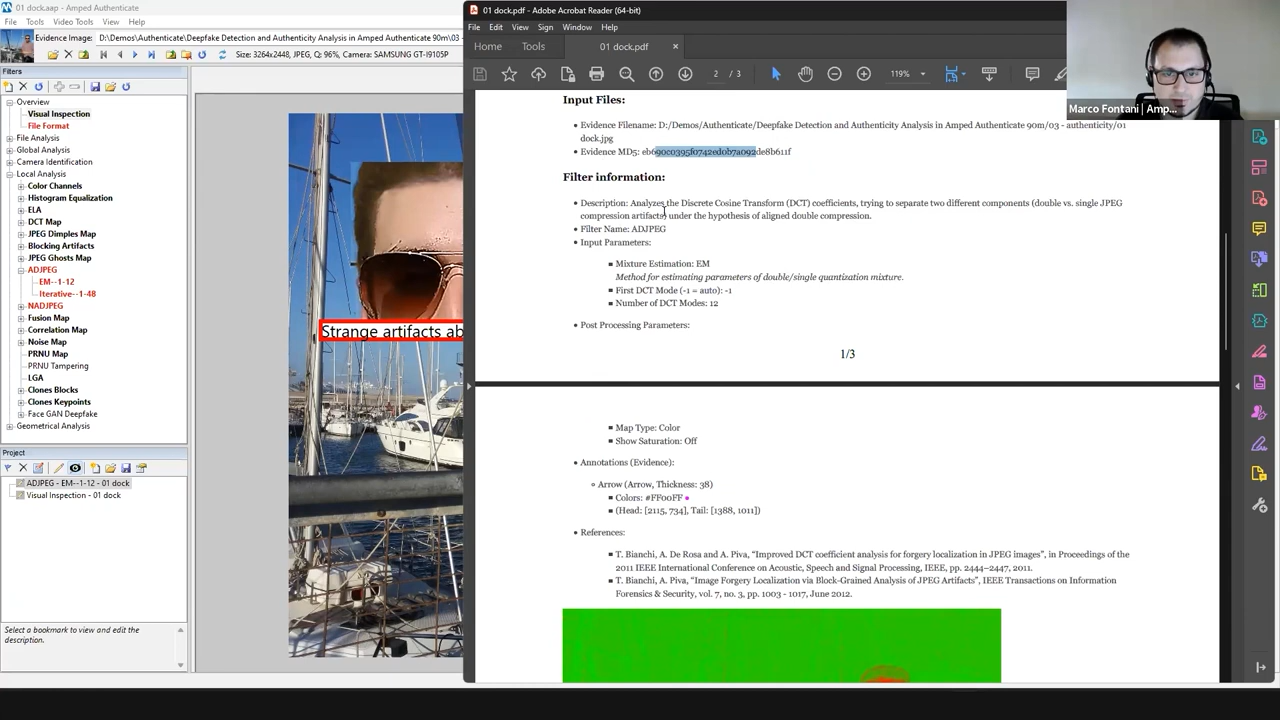 01 dock.aap - Amped Authenticate
File Tools Video Tools View Help
Evidence Image: D:\Demos\Authenticate\Deepfake Detection and Authenticity Analysis in Amped Authenticate 90m\03 -
Size: 3264x2448, JPEG, Q: 96%, Camera: SAMSUNG GT-I9105P
Filters
Overview
Visual Inspection
File Format
File Analysis
Global Analysis
Camera Identification
Local Analysis
Color Channels
Histogram Equalization
ELA
DCT Map
JPEG Dimples Map
Blocking Artifacts
JPEG Ghosts Map
ADJPEG
EM--1-12
Iterative--1-48
NADJPEG
Fusion Map
Correlation Map
Noise Map
PRNU Map
PRNU Tampering
LGA
Clones Blocks
Clones Keypoints
Face GAN Deepfake
Geometrical Analysis
Project
ADJPEG - EM--1-12 - 01 dock
Visual Inspection - 01 dock
Select a bookmark to view and edit the
description.
Strange artifacts ab
01 dock.pdf - Adobe Acrobat Reader (64-bit)
File Edit View Sign Window Help
Home Tools 01 dock.pdf
2 / 3 119%
Input Files:
• Evidence Filename: D:/Demos/Authenticate/Deepfake Detection and Authenticity Analysis in Amped Authenticate 90m/03 - authenticity/01
dock.jpg
• Evidence MD5: eb690c0395f0742ed0b7a092de8b611f
Filter information:
• Description: Analyzes the Discrete Cosine Transform (DCT) coefficients, trying to separate two different components (double vs. single JPEG
compression artifacts) under the hypothesis of aligned double compression.
• Filter Name: ADJPEG
• Input Parameters:
Mixture Estimation: EM
Method for estimating parameters of double/single quantization mixture.
First DCT Mode (-1 = auto): -1
Number of DCT Modes: 12
• Post Processing Parameters:
1/3
Map Type: Color
Show Saturation: Off
• Annotations (Evidence):
Arrow (Arrow, Thickness: 38)
Colors: #FF00FF
(Head: [2115, 734], Tail: [1388, 1011])
• References:
T. Bianchi, A. De Rosa and A. Piva, “Improved DCT coefficient analysis for forgery localization in JPEG images”, in Proceedings of the
2011 IEEE International Conference on Acoustic, Speech and Signal Processing, IEEE, pp. 2444–2447, 2011.
T. Bianchi, A. Piva, “Image Forgery Localization via Block-Grained Analysis of JPEG Artifacts”, IEEE Transactions on Information
Forensics & Security, vol. 7, no. 3, pp. 1003 - 1017, June 2012.
Marco Fontani | Amp...